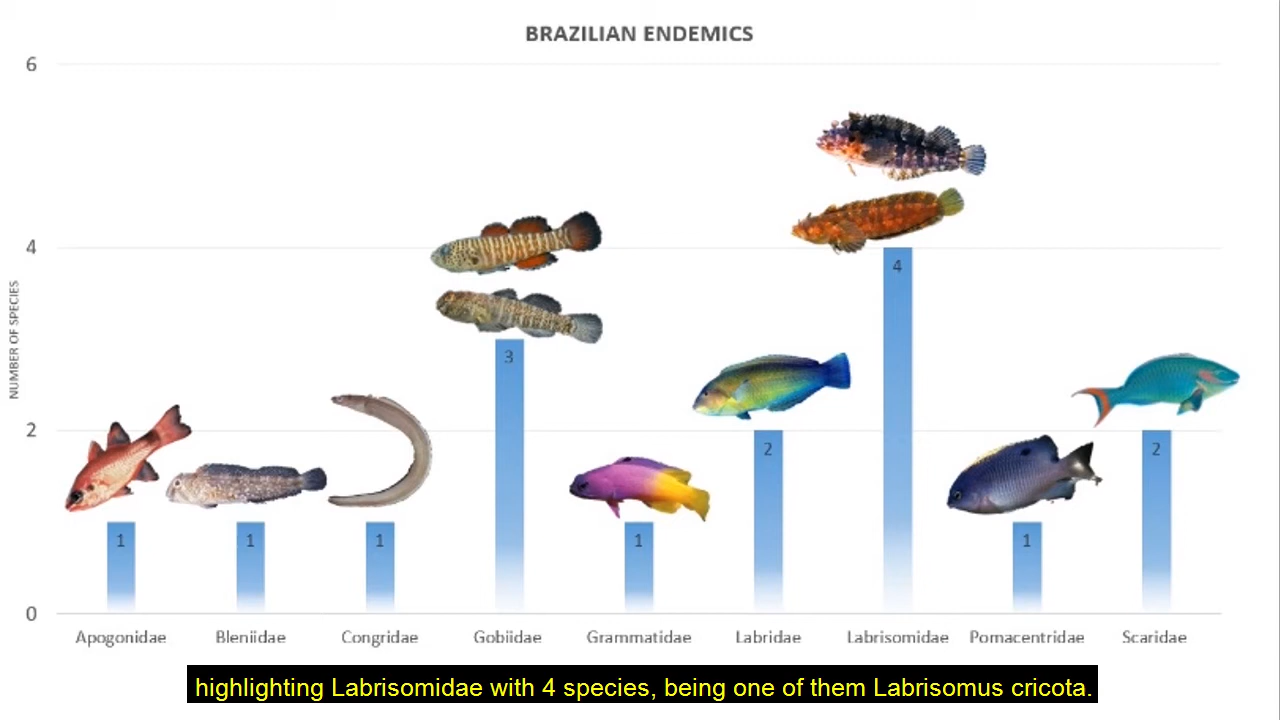 BRAZILIAN ENDEMICS
6
4
2
0
NUMBER OF SPECIES
1
1
1
3
1
2
4
1
2
Apogonidae
Bleniidae
Congridae
Gobiidae
Grammatidae
Labridae
Labrisomidae
Pomacentridae
Scaridae
highlighting Labrisomidae with 4 species, being one of them Labrisomus cricota.